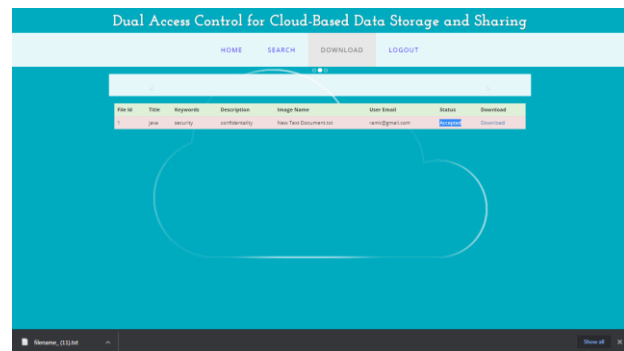 Dual Access Control for Cloud-Based Data Storage and Sharing
HOME SEARCH DOWNLOAD LOGOUT
File Id Title Keywords Description Image Name User Email Status Download
1 java security confidentiality New Text Document.txt ramki@gmail.com Accepted Download
filename_ (11).txt Show all